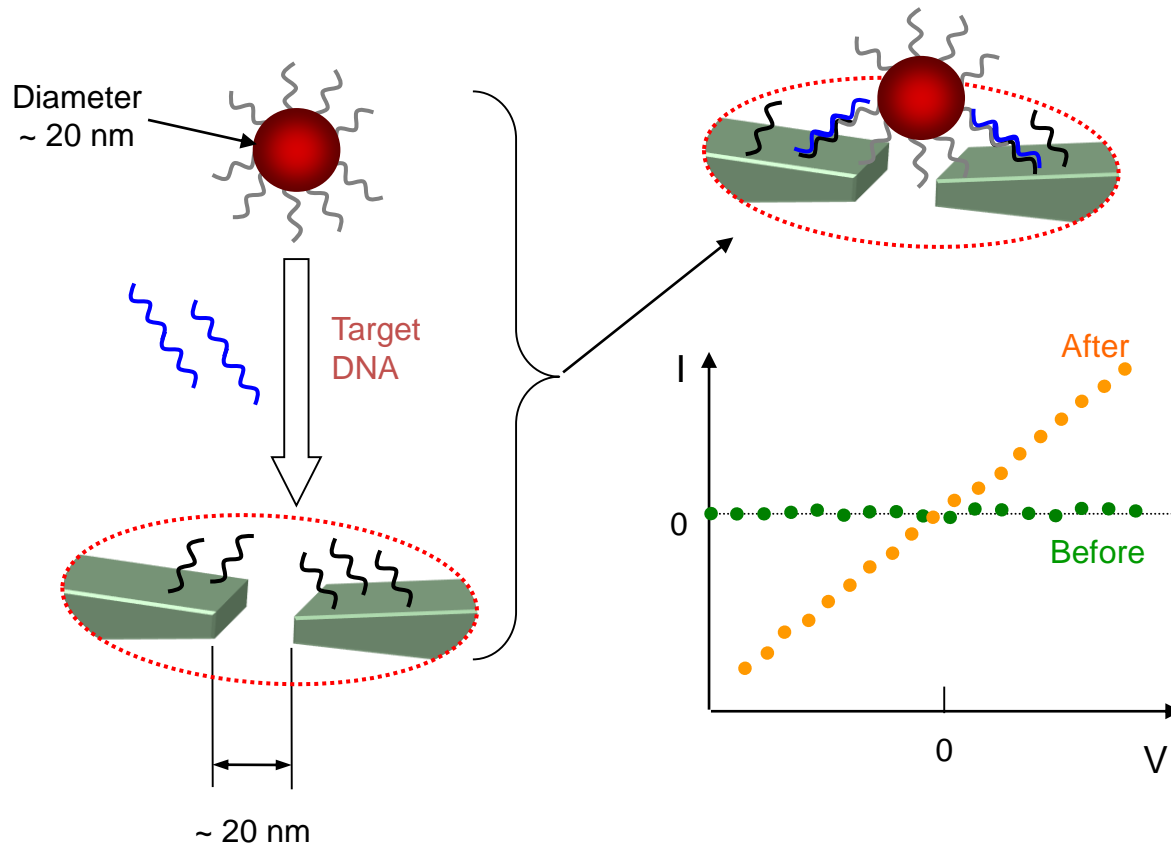 Diameter
~ 20 nm
Target
DNA
~ 20 nm
I
After
0
Before
0
V